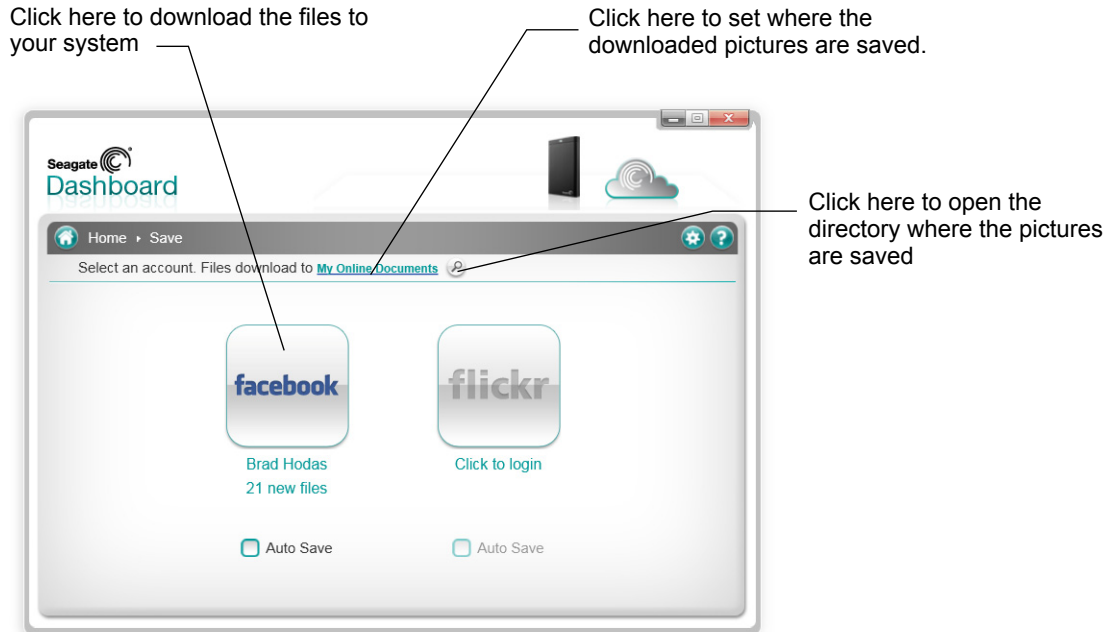 Click here to download the files to
your system
Click here to set where the
downloaded pictures are saved.
Seagate
Dashboard
Click here to open the
directory where the pictures
are saved
Home ▸ Save
?
Select an account. Files download to My Online Documents
facebook
flickr
Brad Hodas
Click to login
21 new files
Auto Save
Auto Save